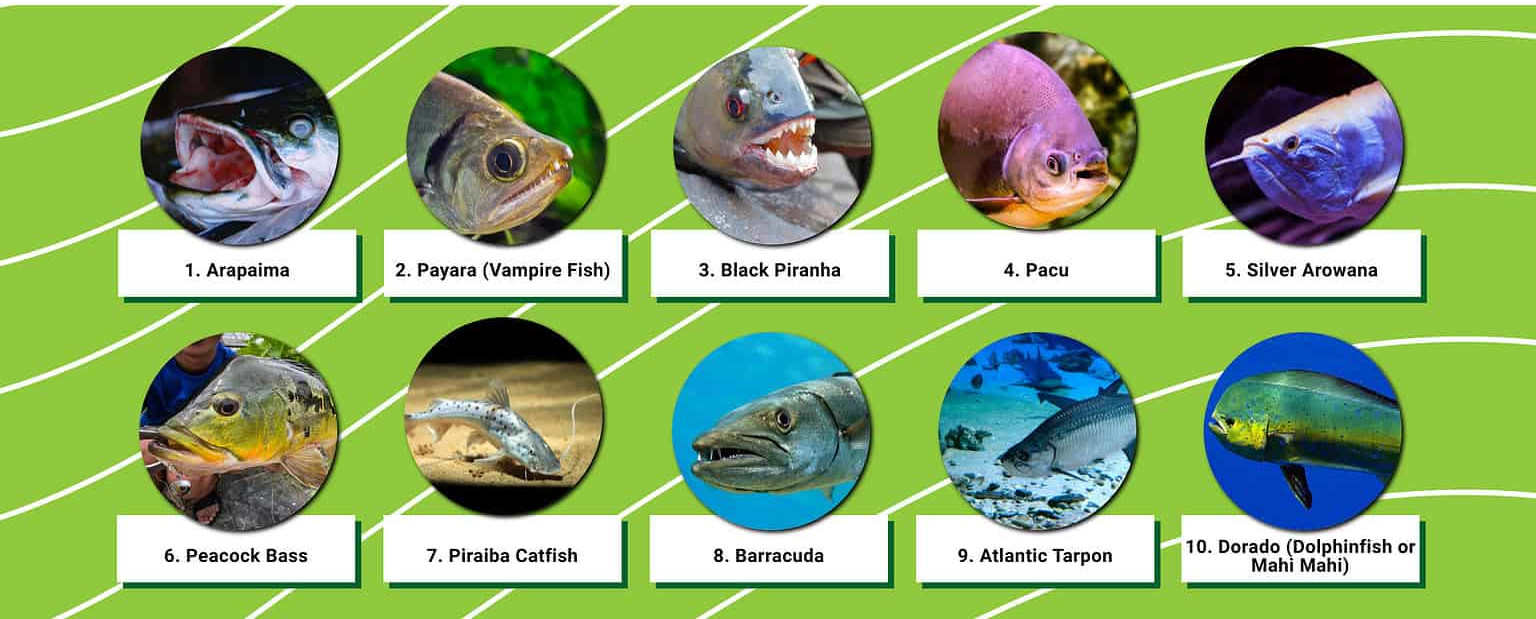 1. Arapaima
2. Payara (Vampire Fish)
3. Black Piranha
4. Pacu
5. Silver Arowana
6. Peacock Bass
7. Piraiba Catfish
8. Barracuda
9. Atlantic Tarpon
10. Dorado (Dolphinfish or
Mahi Mahi)